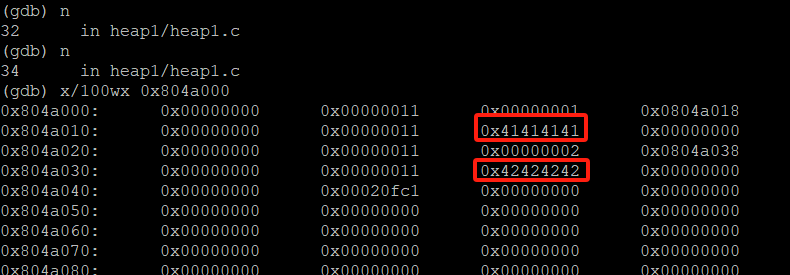 (gdb) n
32 in heap1/heap1.c
(gdb) n
34 in heap1/heap1.c
(gdb) x/100wx 0x804a000
0x804a000: 0x00000000 0x00000011 0x00000001 0x0804a018
0x804a010: 0x00000000 0x00000011 0x41414141 0x00000000
0x804a020: 0x00000000 0x00000011 0x00000002 0x0804a038
0x804a030: 0x00000000 0x00000011 0x42424242 0x00000000
0x804a040: 0x00000000 0x00020fc1 0x00000000 0x00000000
0x804a050: 0x00000000 0x00000000 0x00000000 0x00000000
0x804a060: 0x00000000 0x00000000 0x00000000 0x00000000
0x804a070: 0x00000000 0x00000000 0x00000000 0x00000000
0x804a080: 0x00000000 0x00000000 0x00000000 0x00000000